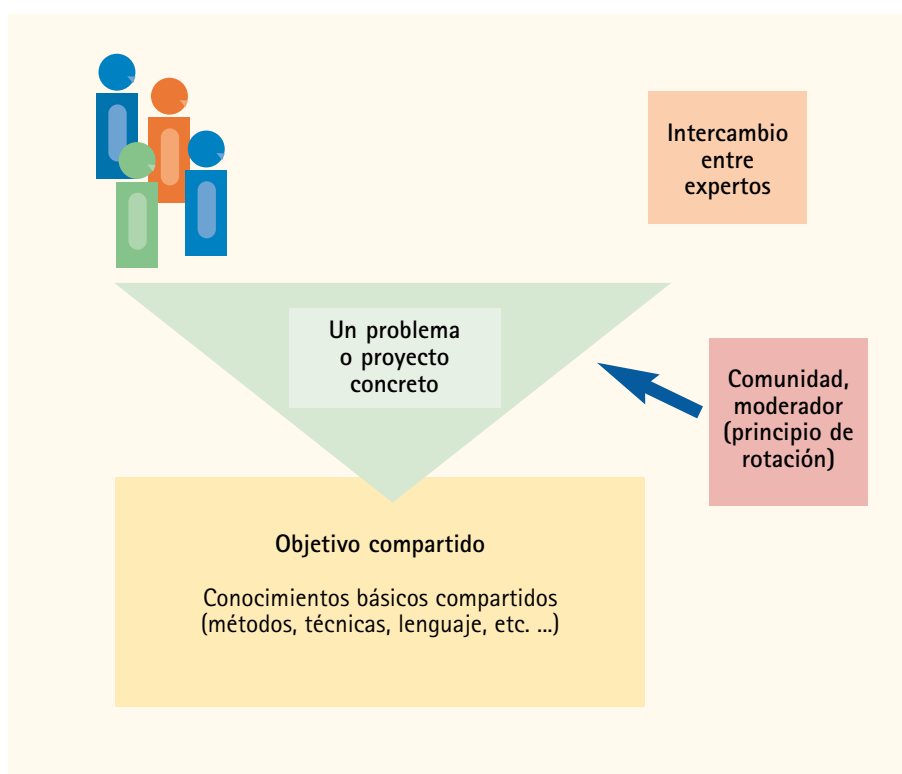 Intercambio
entre
expertos
Un problema
o proyecto
concreto
Comunidad,
moderador
(principio de
rotación)
Objetivo compartido
Conocimientos básicos compartidos
(métodos, técnicas, lenguaje, etc. ...)